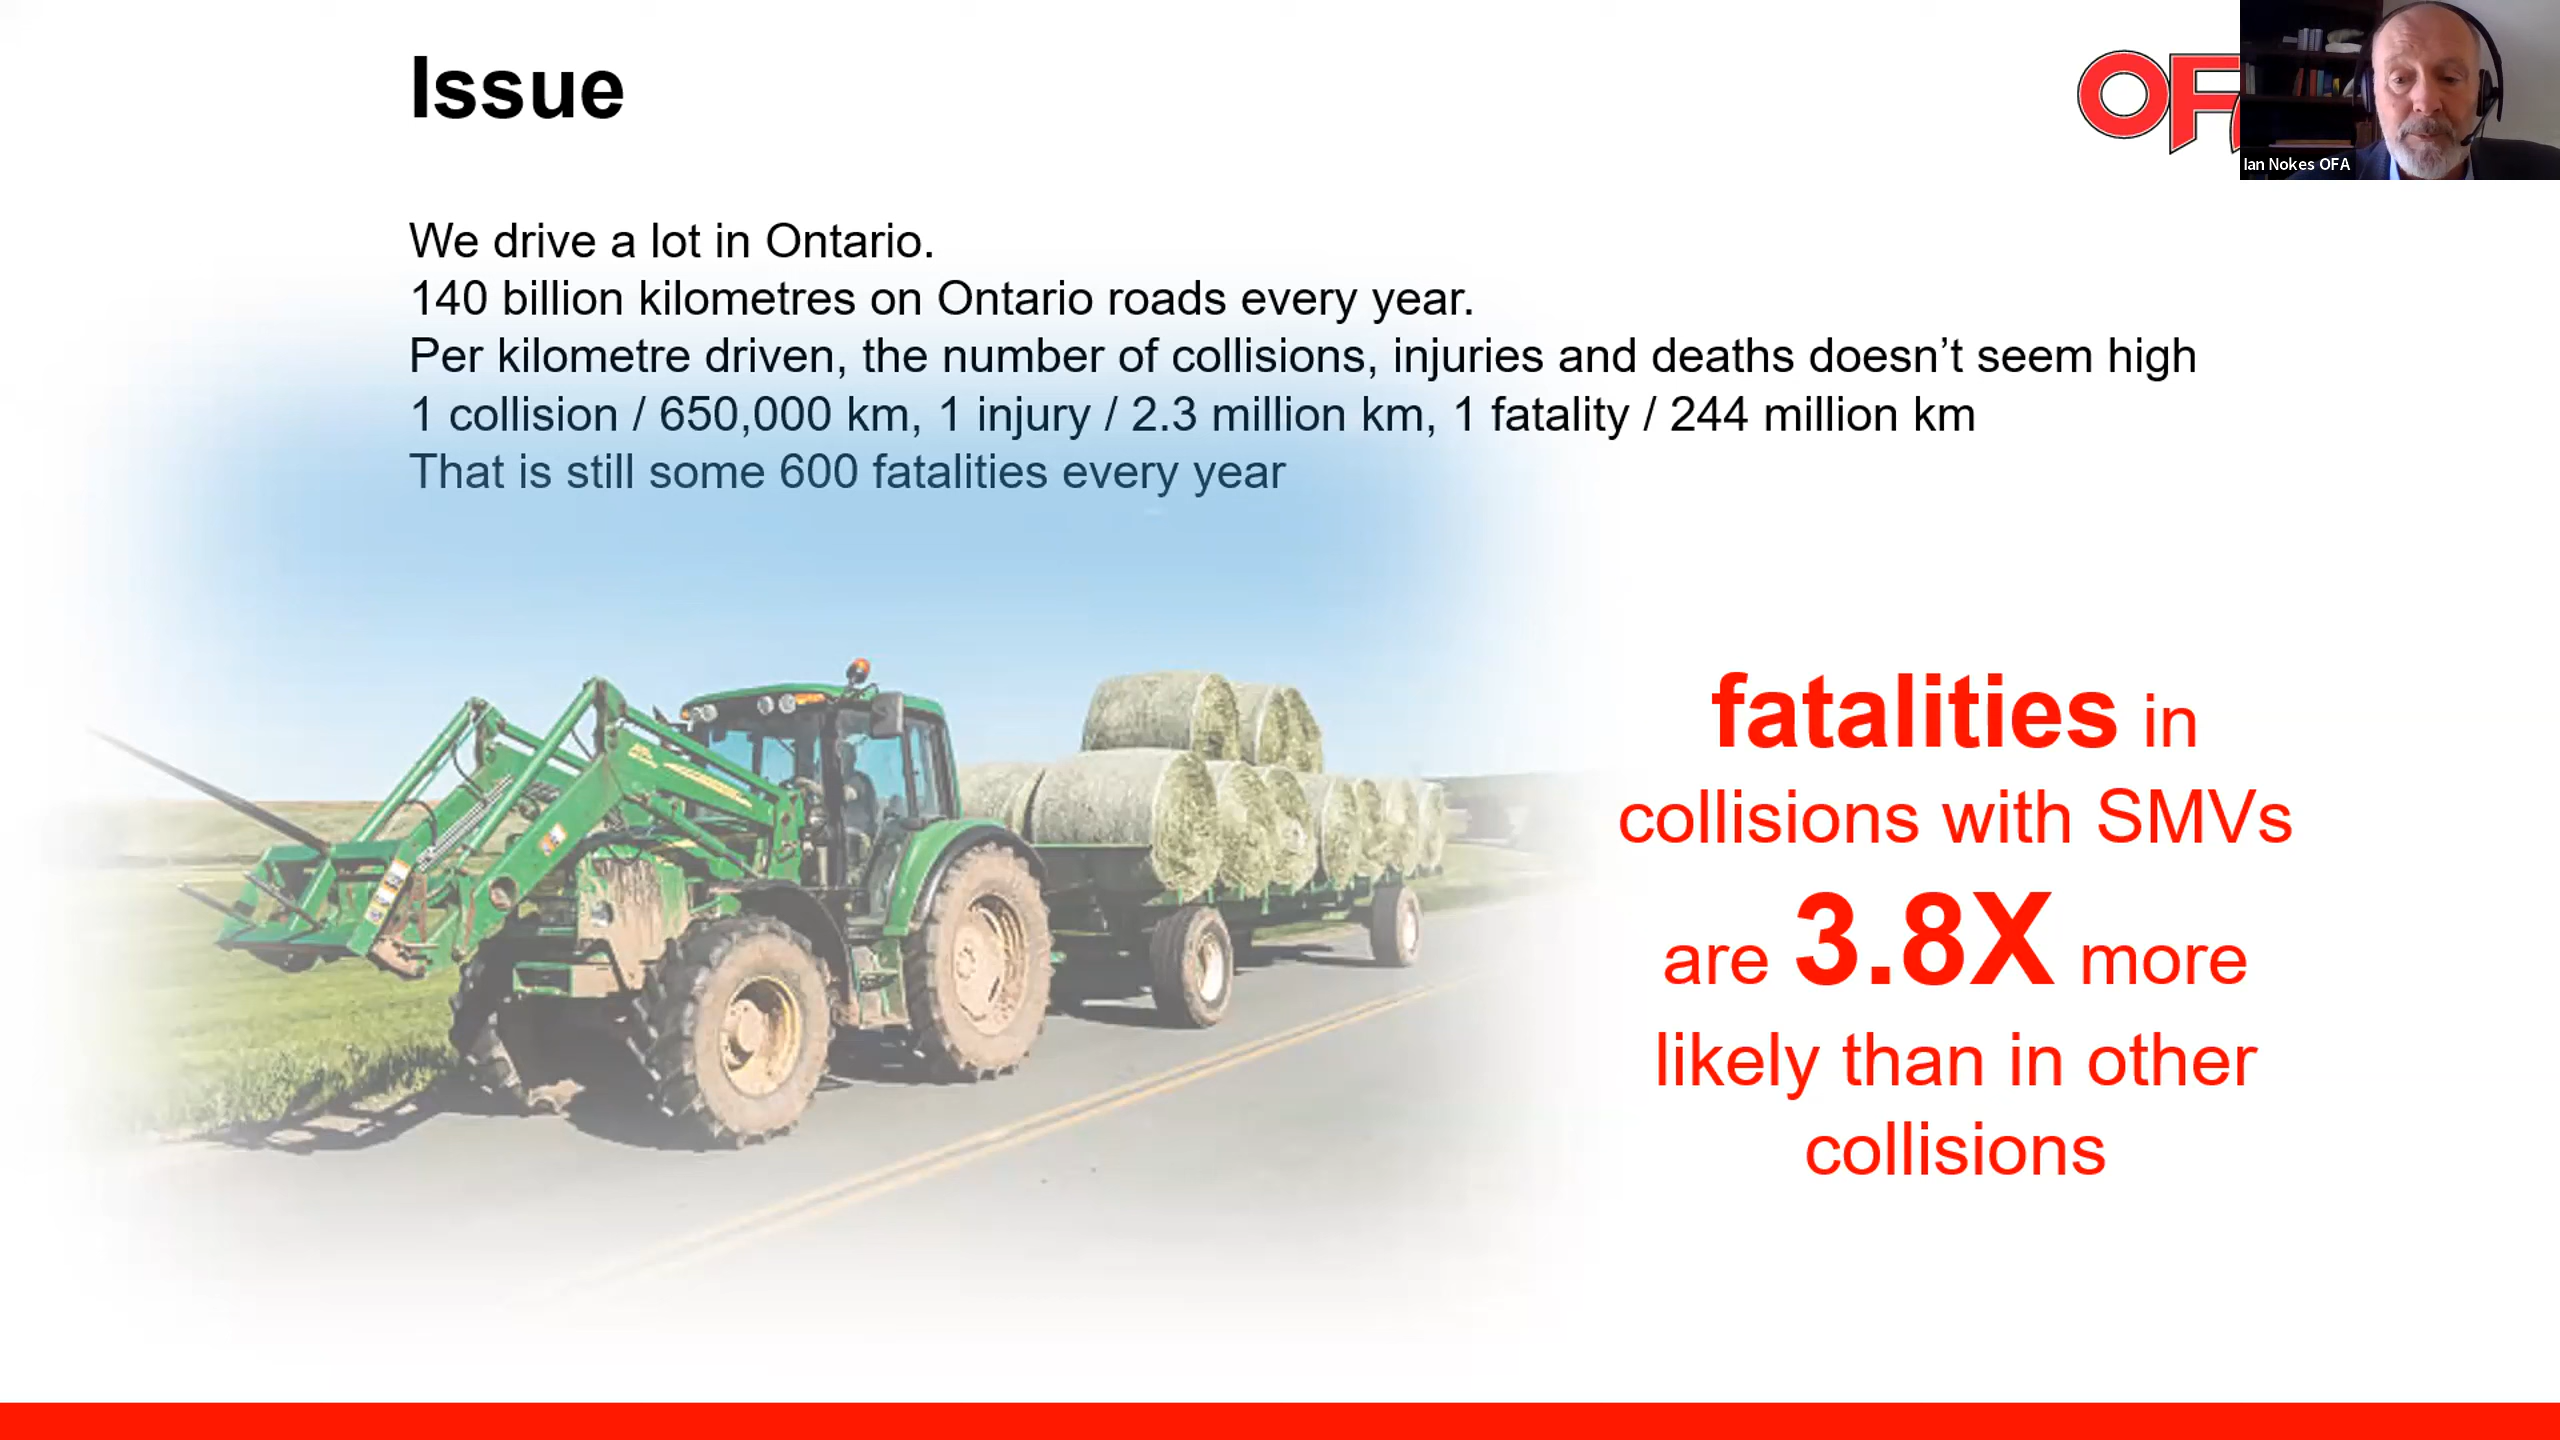 Issue
OFA
Ian Nokes OFA
We drive a lot in Ontario.
140 billion kilometres on Ontario roads every year.
Per kilometre driven, the number of collisions, injuries and deaths doesn’t seem high
1 collision / 650,000 km, 1 injury / 2.3 million km, 1 fatality / 244 million km
That is still some 600 fatalities every year
fatalities in
collisions with SMVs
are 3.8X more
likely than in other
collisions